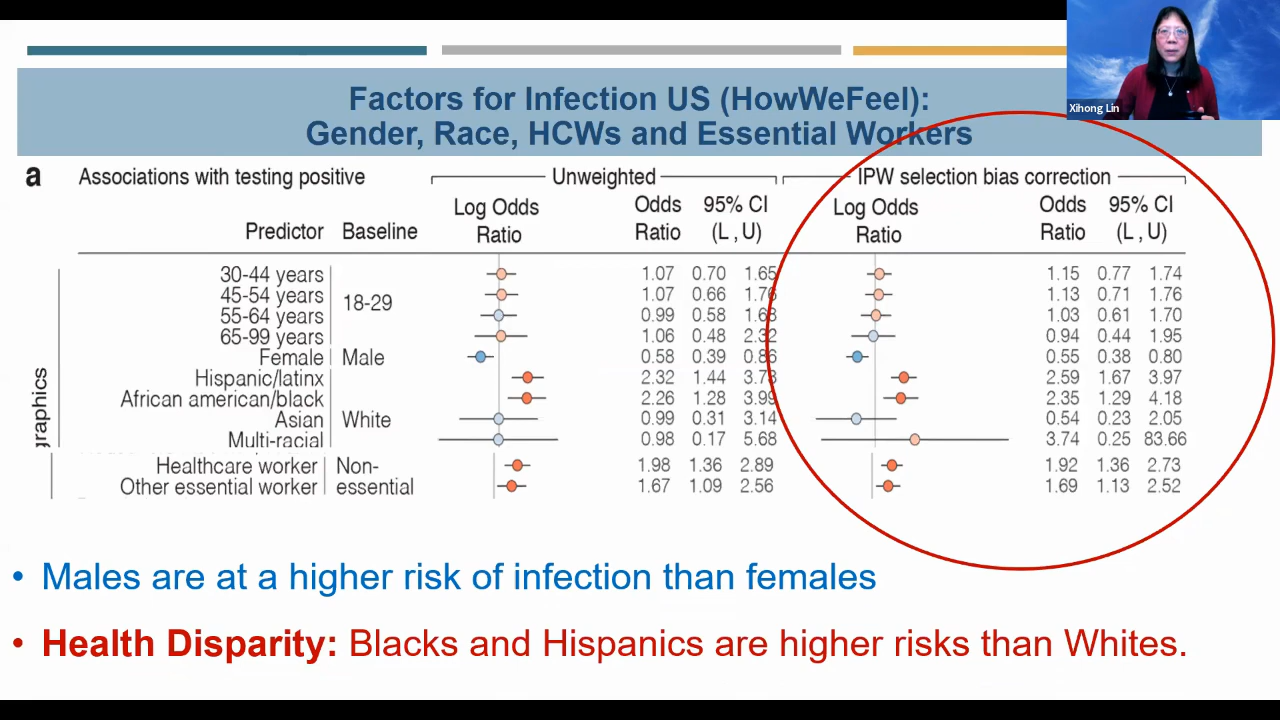 Xihong Lin
Factors for Infection US (HowWeFeel):
Gender, Race, HCWs and Essential Workers
a Associations with testing positive Unweighted IPW selection bias correction
Predictor Baseline Log Odds Ratio Odds Ratio 95% CI (L , U) Log Odds Ratio Odds Ratio 95% CI (L , U)
graphics
30-44 years 1.07 0.70 1.65 1.15 0.77 1.74
45-54 years 1.07 0.66 1.76 1.13 0.71 1.76
18-29
55-64 years 0.99 0.58 1.68 1.03 0.61 1.70
65-99 years 1.06 0.48 2.32 0.94 0.44 1.95
Female Male 0.58 0.39 0.86 0.55 0.38 0.80
Hispanic/latinx 2.32 1.44 3.73 2.59 1.67 3.97
African american/black 2.26 1.28 3.99 2.35 1.29 4.18
Asian White 0.99 0.31 3.14 0.54 0.23 2.05
Multi-racial 0.98 0.17 5.68 3.74 0.25 83.66
Healthcare worker Non- 1.98 1.36 2.89 1.92 1.36 2.73
Other essential worker essential 1.67 1.09 2.56 1.69 1.13 2.52
• Males are at a higher risk of infection than females
• Health Disparity: Blacks and Hispanics are higher risks than Whites.